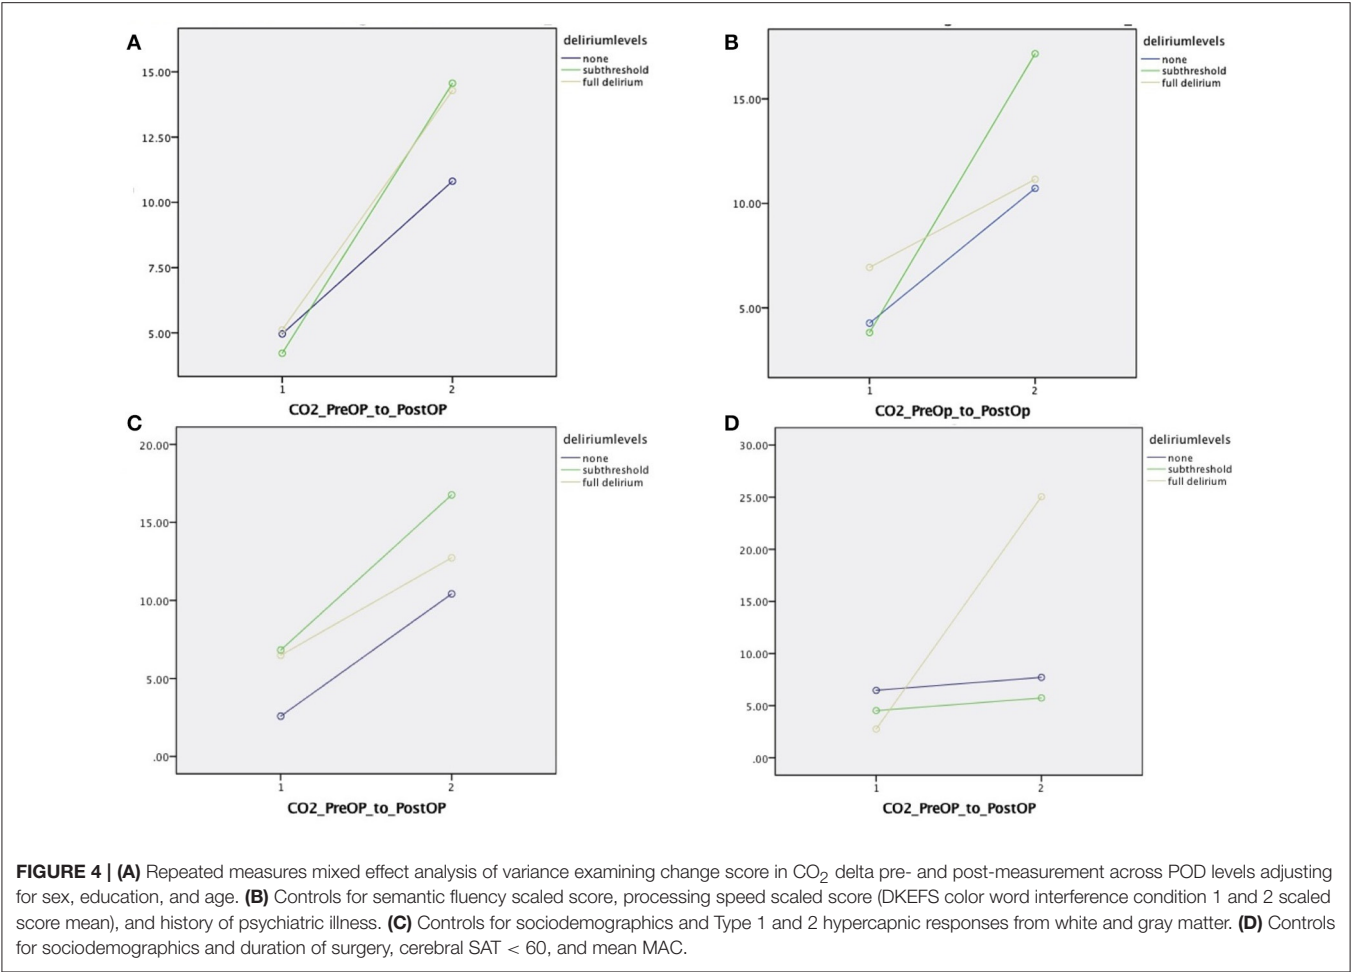 A
deliriumlevels
none
subthreshold
full delirium
15.00
12.50
10.00
7.50
5.00
1
2
CO2_PreOP_to_PostOP
B
deliriumlevels
none
subthreshold
full delirium
15.00
10.00
5.00
1
2
CO2_PreOp_to_PostOp
C
deliriumlevels
none
subthreshold
full delirium
20.00
15.00
10.00
5.00
.00
1
2
CO2_PreOP_to_PostOP
D
deliriumlevels
none
subthreshold
full delirium
30.00
25.00
20.00
15.00
10.00
5.00
.00
1
2
CO2_PreOP_to_PostOP
FIGURE 4 | (A) Repeated measures mixed effect analysis of variance examining change score in CO₂ delta pre- and post-measurement across POD levels adjusting
for sex, education, and age. (B) Controls for semantic fluency scaled score, processing speed scaled score (DKEFS color word interference condition 1 and 2 scaled
score mean), and history of psychiatric illness. (C) Controls for sociodemographics and Type 1 and 2 hypercapnic responses from white and gray matter. (D) Controls
for sociodemographics and duration of surgery, cerebral SAT < 60, and mean MAC.